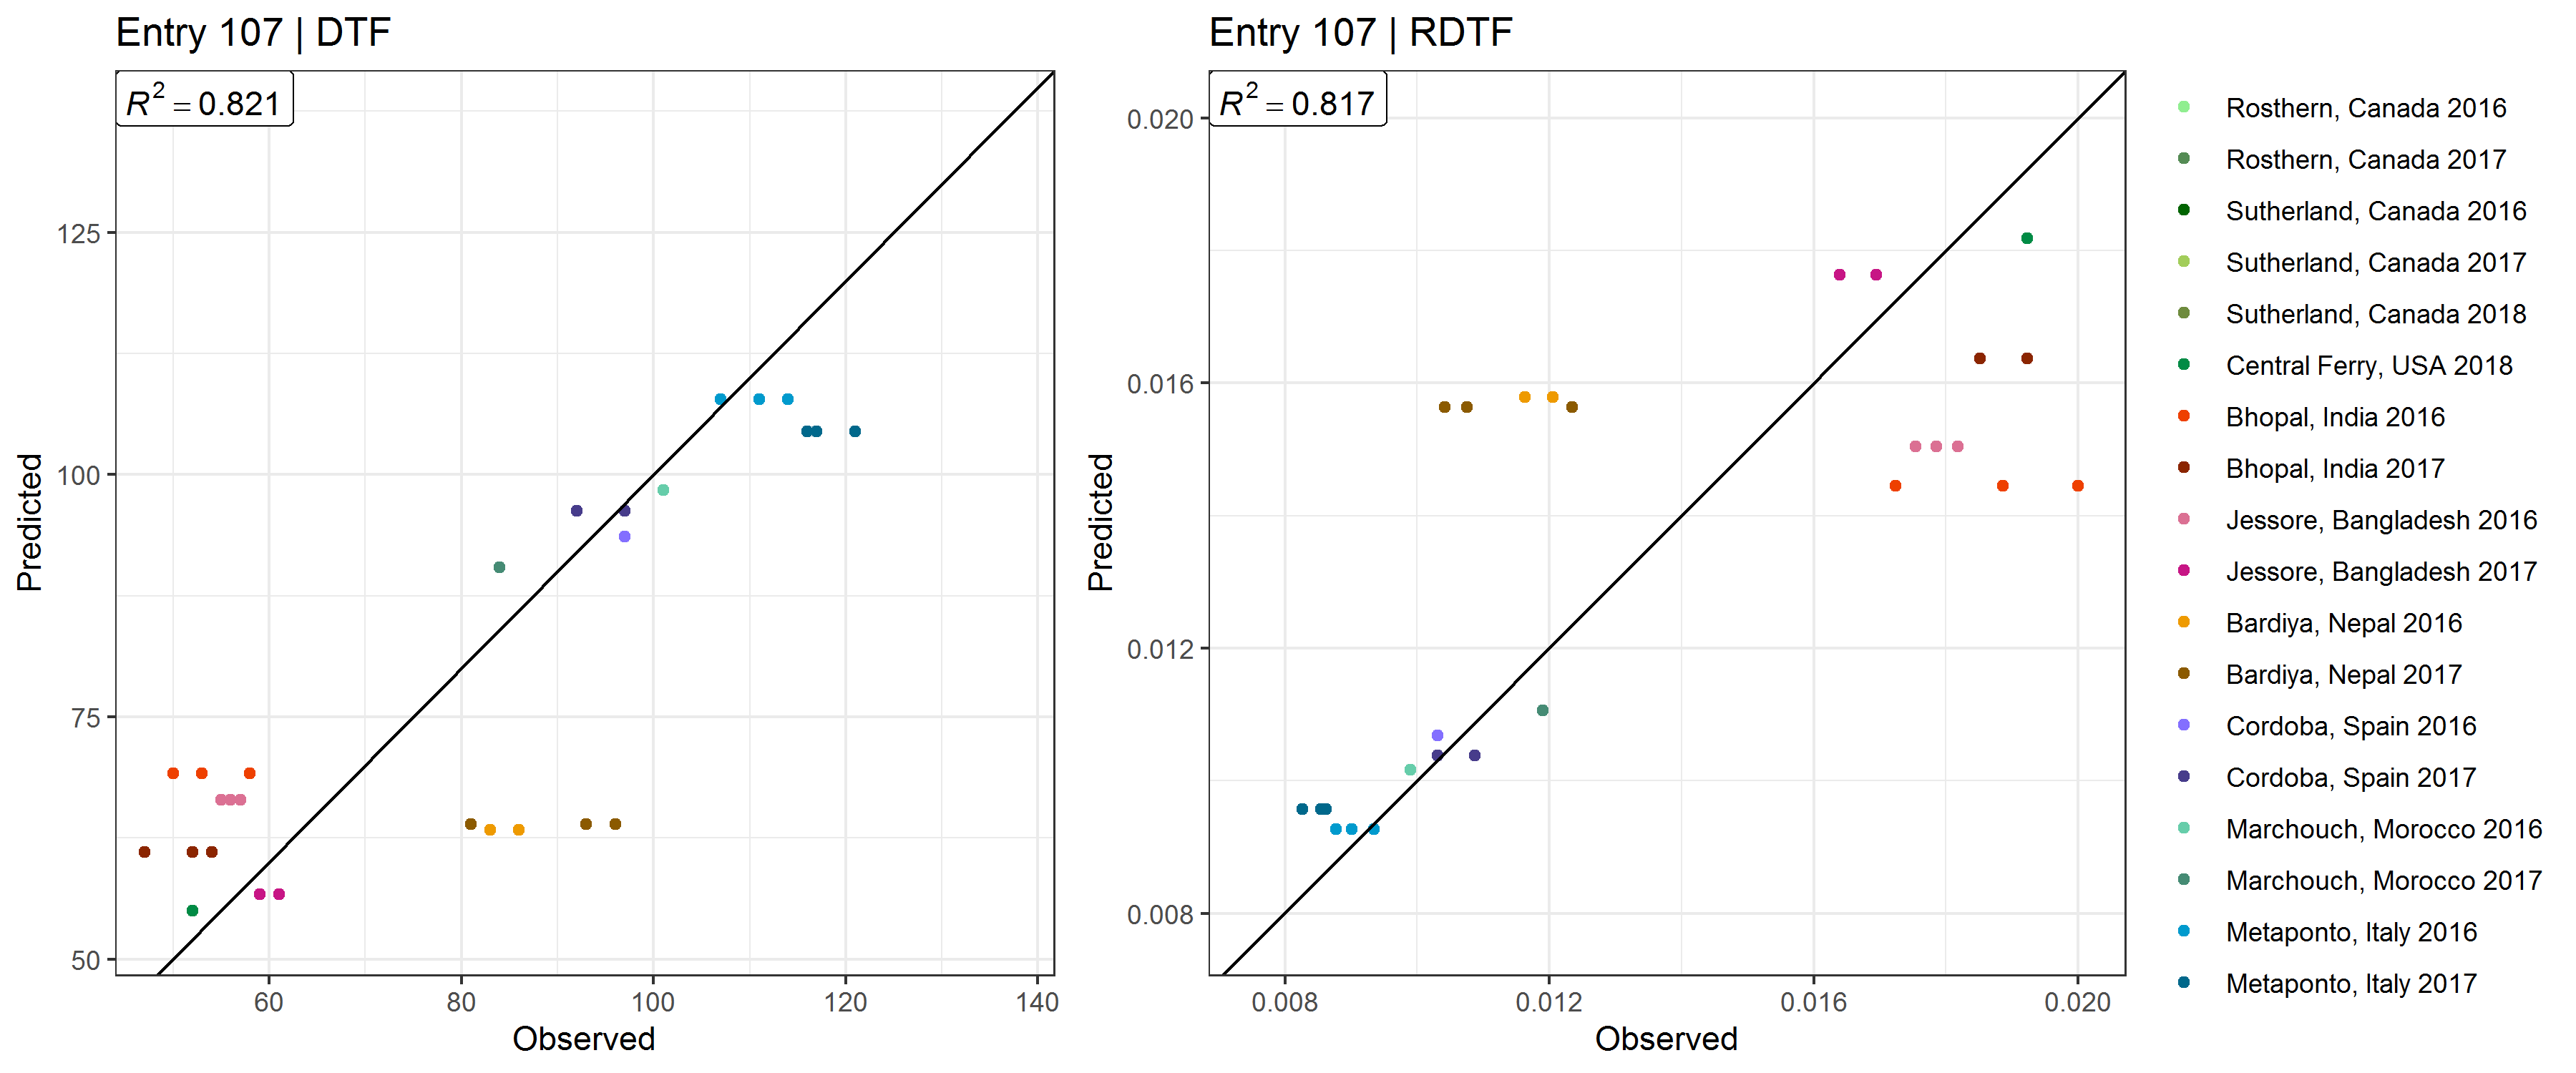 Entry 107 | DTF
R² = 0.821
125
100
75
50
60 80 100 120 140
Observed
Predicted
Entry 107 | RDTF
R² = 0.817
0.020
0.016
0.012
0.008
0.008 0.012 0.016 0.020
Observed
Predicted
Rosthern, Canada 2016
Rosthern, Canada 2017
Sutherland, Canada 2016
Sutherland, Canada 2017
Sutherland, Canada 2018
Central Ferry, USA 2018
Bhopal, India 2016
Bhopal, India 2017
Jessore, Bangladesh 2016
Jessore, Bangladesh 2017
Bardiya, Nepal 2016
Bardiya, Nepal 2017
Cordoba, Spain 2016
Cordoba, Spain 2017
Marchouch, Morocco 2016
Marchouch, Morocco 2017
Metaponto, Italy 2016
Metaponto, Italy 2017